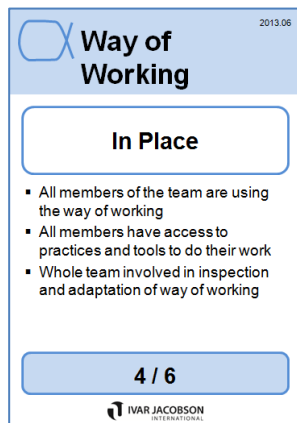 2013.06
Way of
Working
In Place
▪ All members of the team are using
the way of working
▪ All members have access to
practices and tools to do their work
▪ Whole team involved in inspection
and adaptation of way of working
4 / 6
IVAR JACOBSON
INTERNATIONAL